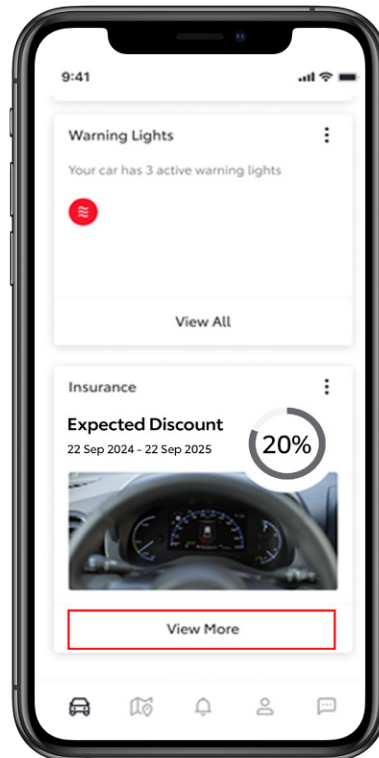 9:41
Warning Lights
Your car has 3 active warning lights
View All
Insurance
Expected Discount
22 Sep 2024 - 22 Sep 2025
20%
View More